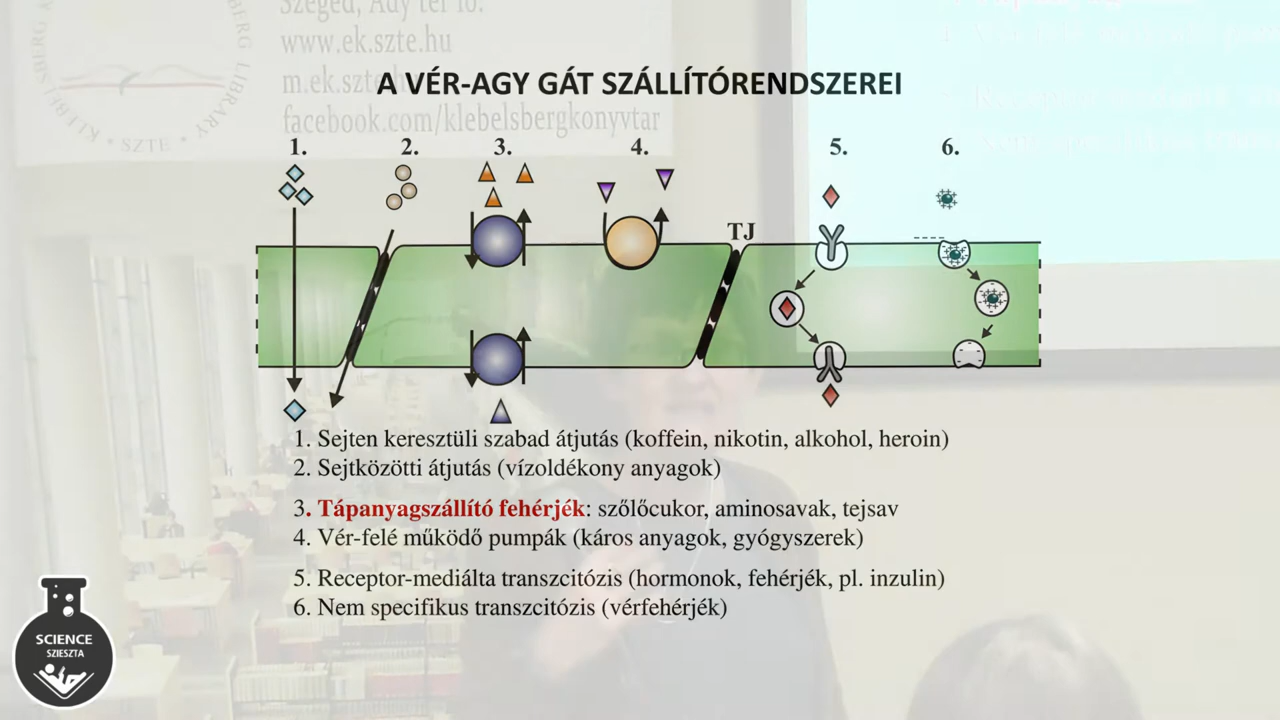 Szeged, Ady tér 10.
www.ek.szte.hu
m.ek.szte.h
facebook.com/klebelsbergkonyvtar
SZTE
A VÉR-AGY GÁT SZÁLLÍTÓRENDSZEREI
1. 2. 3. 4. 5. 6.
TJ
1. Sejten keresztüli szabad átjutás (koffein, nikotin, alkohol, heroin)
2. Sejtközötti átjutás (vízoldékony anyagok)
3. Tápanyagszállító fehérjék: szőlőcukor, aminosavak, tejsav
4. Vér-felé működő pumpák (káros anyagok, gyógyszerek)
5. Receptor-mediálta transzcitózis (hormonok, fehérjék, pl. inzulin)
6. Nem specifikus transzcitózis (vérfehérjék)
SCIENCE
SZIESZTA